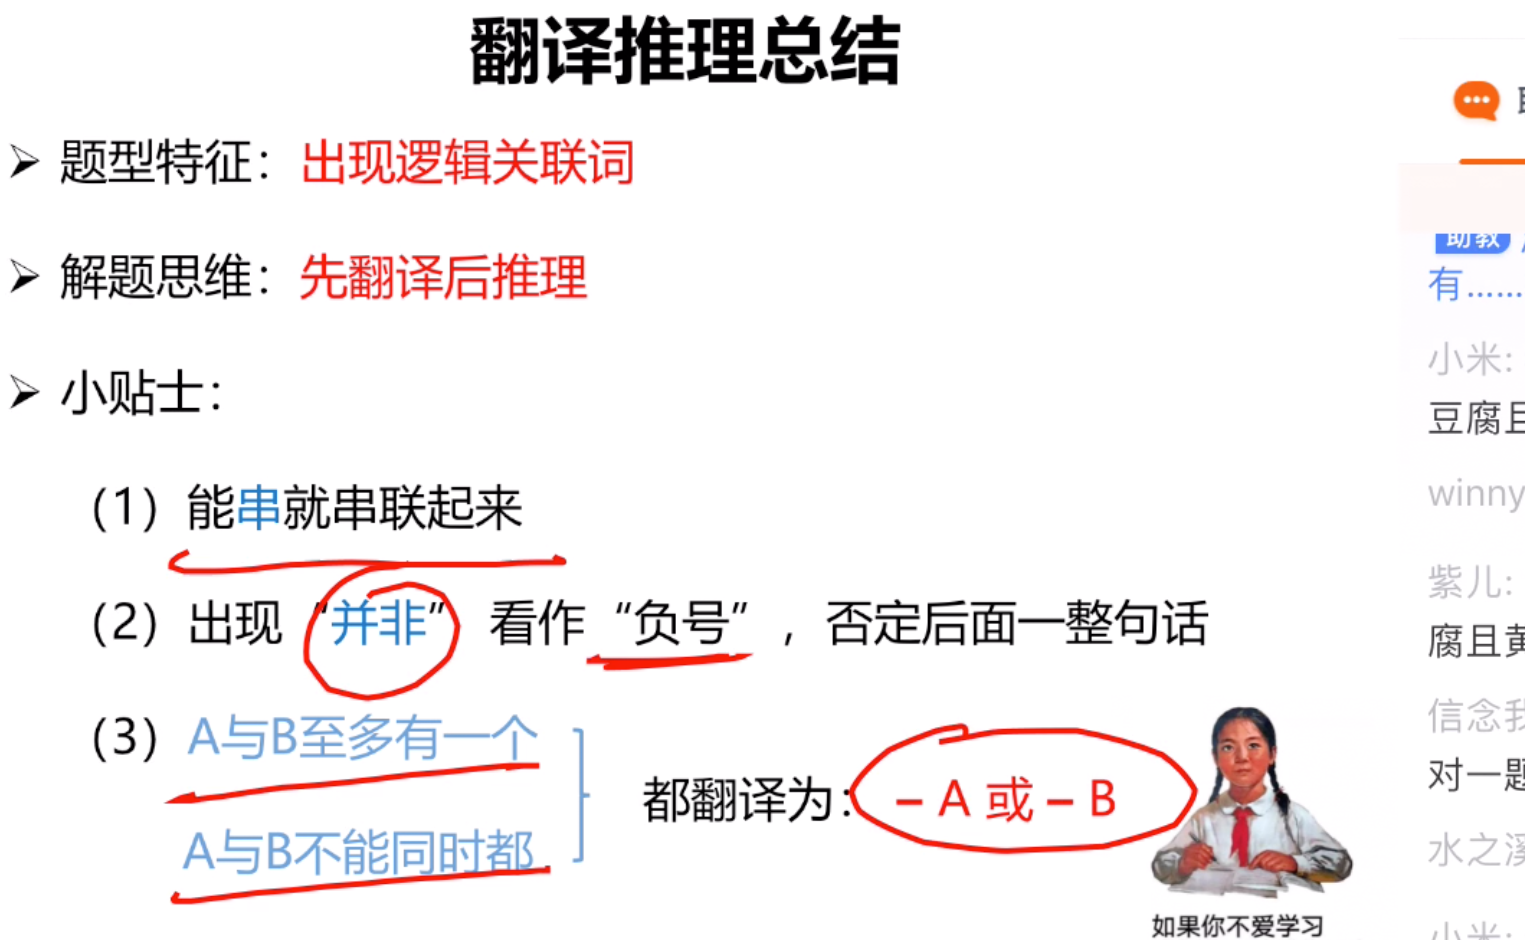 翻译推理总结
➢ 题型特征：出现逻辑关联词
➢ 解题思维：先翻译后推理
➢ 小贴士：
（1）能串就串联起来
（2）出现“并非” 看作“负号”，否定后面一整句话
（3）A与B至多有一个
A与B不能同时都
都翻译为：－A 或－B
如果你不爱学习
助教
有……
小米:
豆腐且
winny
紫儿:
腐且黄
信念我
对一题
水之溪
小米: